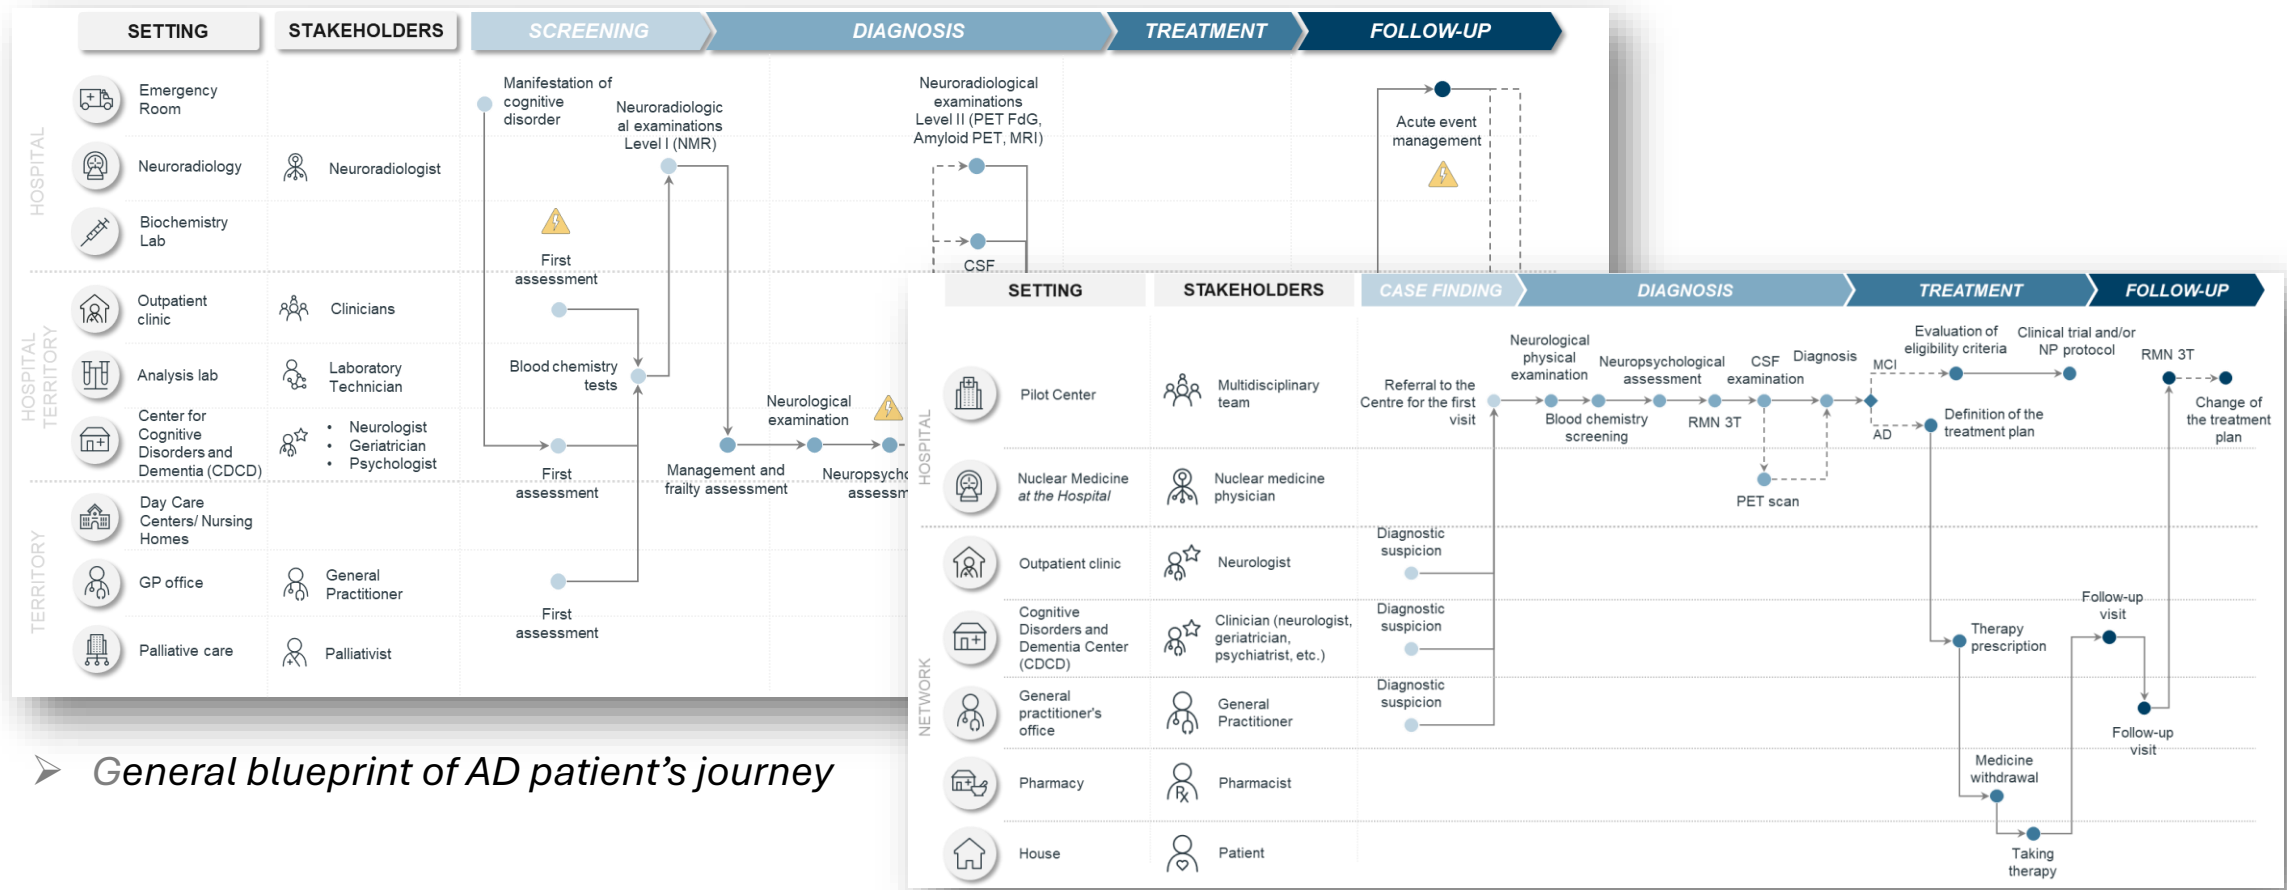 SETTING
STAKEHOLDERS
SCREENING
DIAGNOSIS
TREATMENT
FOLLOW-UP
HOSPITAL
Emergency
Room
Neuroradiology
Neuroradiologist
Biochemistry
Lab
Manifestation of
cognitive
disorder
Neuroradiologic
al examinations
Level I (NMR)
Neuroradiological
examinations
Level II (PET FdG,
Amyloid PET, MRI)
CSF
Acute event
management
First
assessment
HOSPITAL
TERRITORY
Outpatient
clinic
Clinicians
Analysis lab
Laboratory
Technician
Blood chemistry
tests
Center for
Cognitive
Disorders and
Dementia (CDCD)
• Neurologist
• Geriatrician
• Psychologist
First
assessment
Management and
frailty assessment
Neurological
examination
Neuropsycho
assessm
TERRITORY
Day Care
Centers/ Nursing
Homes
GP office
General
Practitioner
First
assessment
Palliative care
Palliativist
➢ General blueprint of AD patient’s journey
SETTING
STAKEHOLDERS
CASE FINDING
DIAGNOSIS
TREATMENT
FOLLOW-UP
HOSPITAL
Pilot Center
Multidisciplinary
team
Referral to the
Centre for the first
visit
Neurological
physical
examination
Blood chemistry
screening
Neuropsychological
assessment
RMN 3T
CSF
examination
Diagnosis
MCI
AD
Evaluation of
eligibility criteria
Clinical trial and/or
NP protocol
Definition of the
treatment plan
RMN 3T
Change of
the treatment
plan
Nuclear Medicine
at the Hospital
Nuclear medicine
physician
PET scan
NETWORK
Outpatient clinic
Neurologist
Diagnostic
suspicion
Cognitive
Disorders and
Dementia Center
(CDCD)
Clinician (neurologist,
geriatrician,
psychiatrist, etc.)
Diagnostic
suspicion
Therapy
prescription
Follow-up
visit
General
practitioner's
office
General
Practitioner
Diagnostic
suspicion
Follow-up
visit
Pharmacy
Rx
Pharmacist
Medicine
withdrawal
House
Patient
Taking
therapy